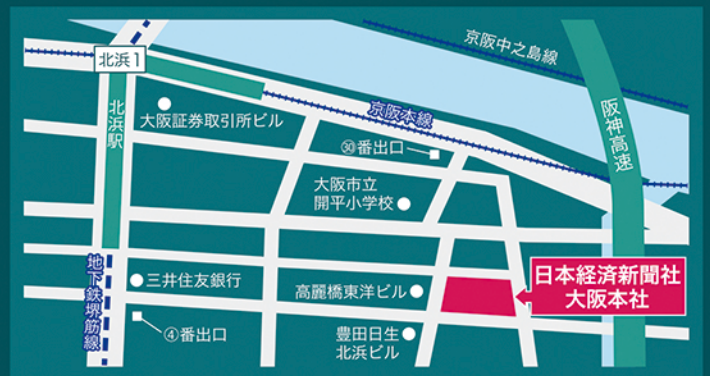 京阪中之島線
北浜1
北浜駅
大阪証券取引所ビル
京阪本線
阪神高速
㉚番出口
大阪市立
開平小学校
地下鉄堺筋線
三井住友銀行
高麗橋東洋ビル
日本経済新聞社
大阪本社
④番出口
豊田日生
北浜ビル